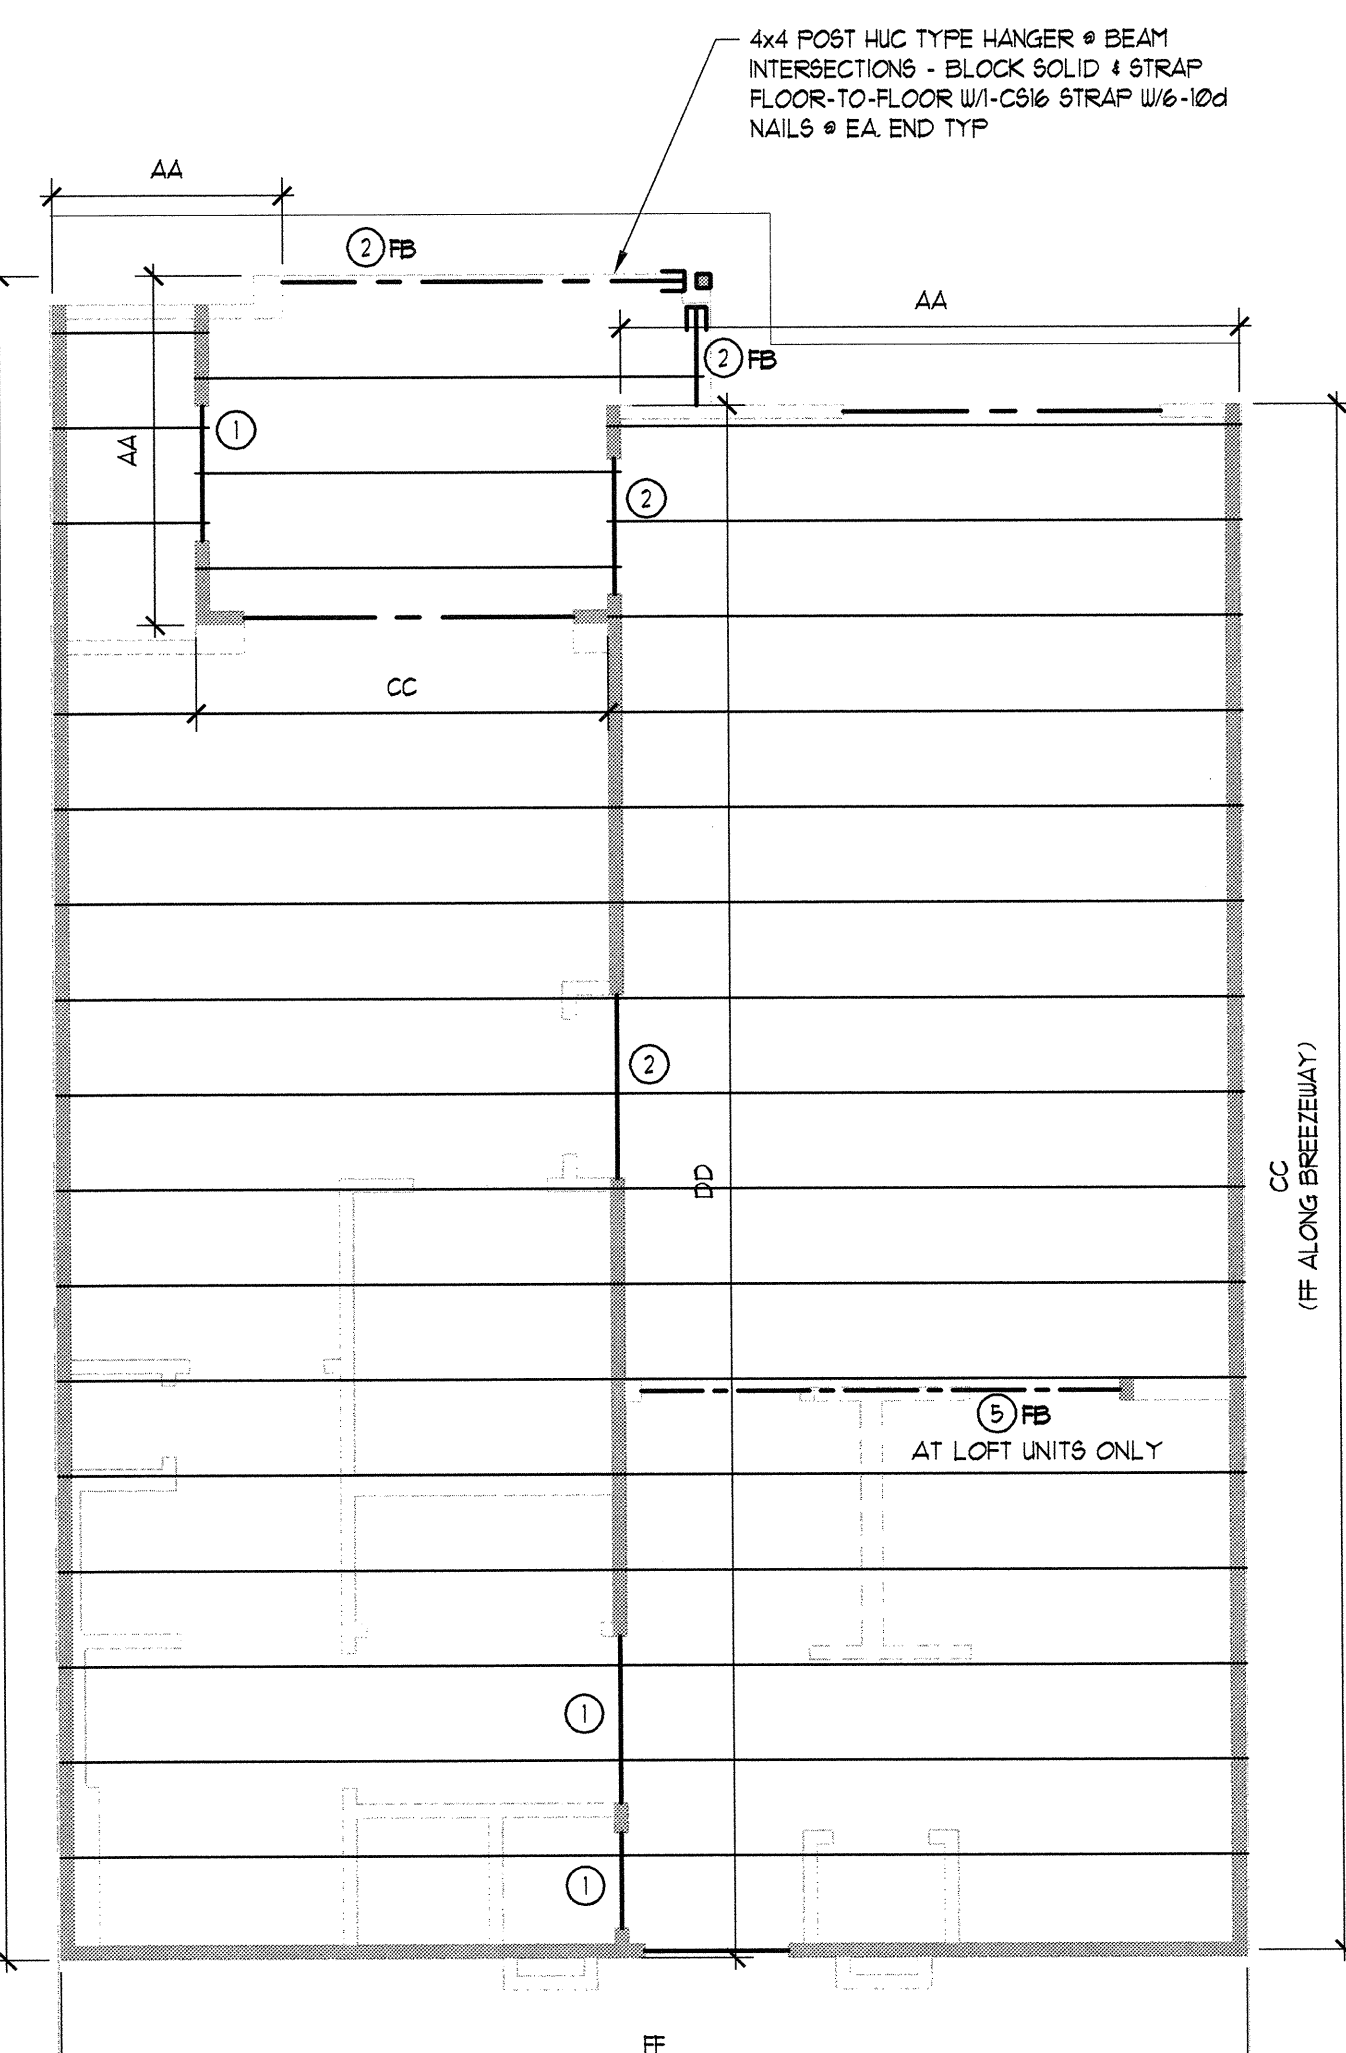 4x4 POST HUC TYPE HANGER @ BEAM
INTERSECTIONS - BLOCK SOLID & STRAP
FLOOR-TO-FLOOR W/1-CS16 STRAP W/6-10d
NAILS @ EA. END TYP
AA
2 FB
AA
2 FB
1
AA
2
CC
2
DD
CC
(FF ALONG BREEZEWAY)
5 FB
AT LOFT UNITS ONLY
1
1
FF